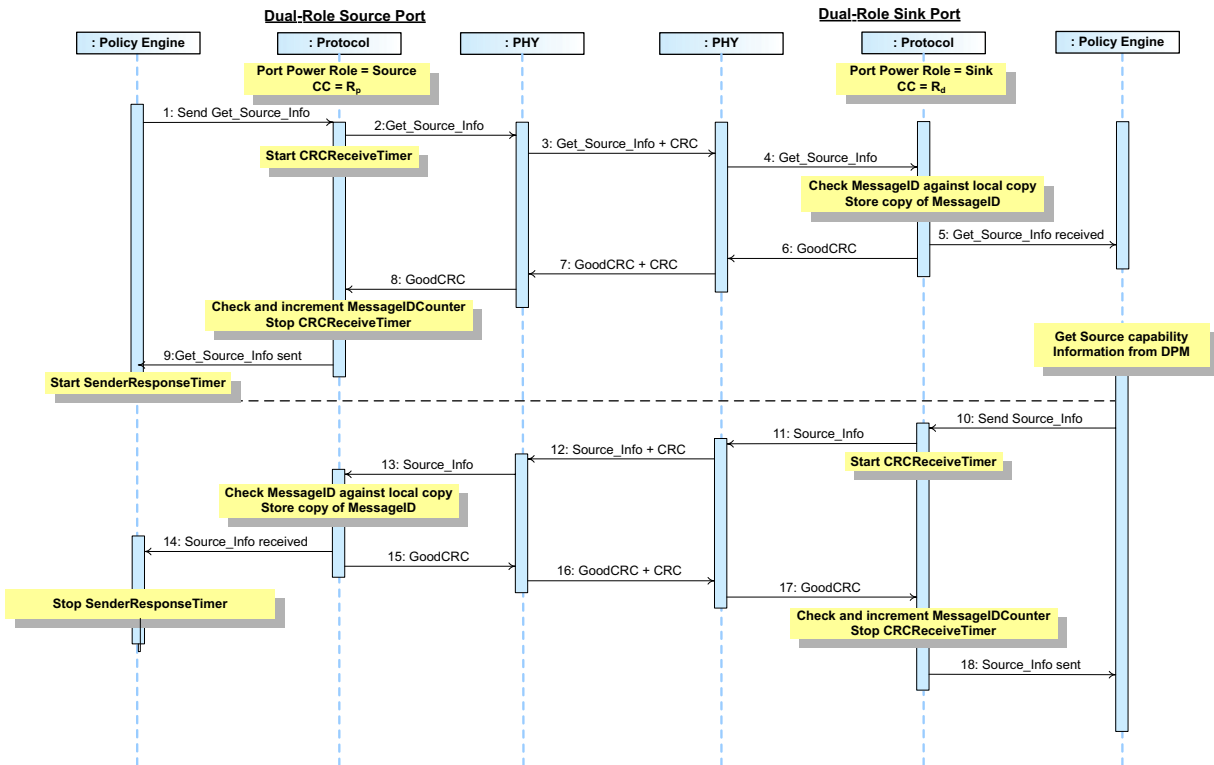 Dual-Role Source Port
Dual-Role Sink Port
: Policy Engine
: Protocol
: PHY
: PHY
: Protocol
: Policy Engine
Port Power Role = Source
CC = Rp
Port Power Role = Sink
CC = Rd
1: Send Get_Source_Info
2:Get_Source_Info
Start CRCReceiveTimer
3: Get_Source_Info + CRC
4: Get_Source_Info
Check MessageID against local copy
Store copy of MessageID
5: Get_Source_Info received
6: GoodCRC
7: GoodCRC + CRC
8: GoodCRC
Check and increment MessageIDCounter
Stop CRCReceiveTimer
9:Get_Source_Info sent
Start SenderResponseTimer
Get Source capability
Information from DPM
10: Send Source_Info
11: Source_Info
Start CRCReceiveTimer
12: Source_Info + CRC
13: Source_Info
Check MessageID against local copy
Store copy of MessageID
14: Source_Info received
15: GoodCRC
16: GoodCRC + CRC
17: GoodCRC
Stop SenderResponseTimer
Check and increment MessageIDCounter
Stop CRCReceiveTimer
18: Source_Info sent